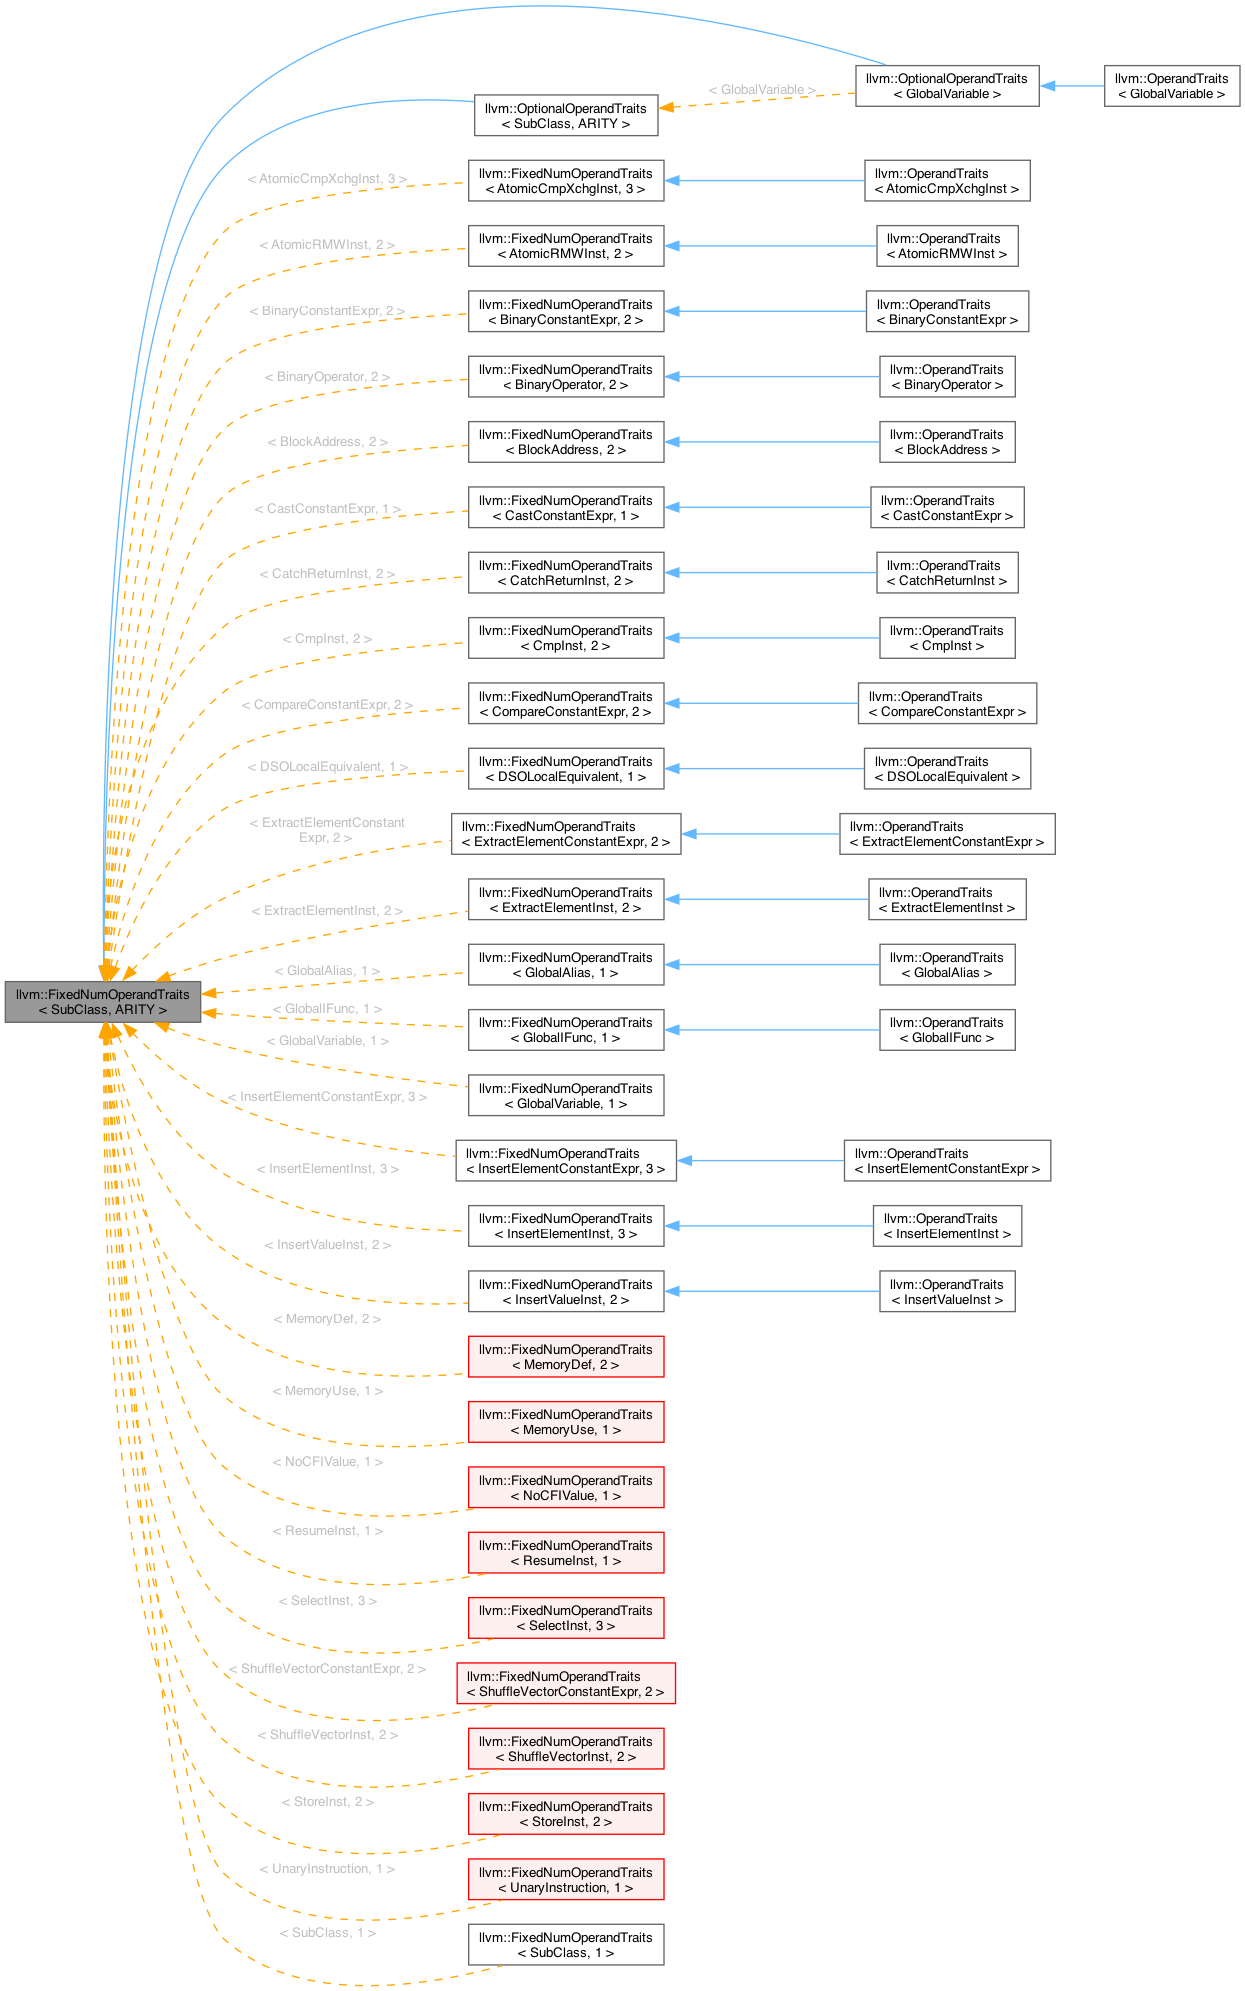 llvm::OptionalOperandTraits
< GlobalVariable >
llvm::OperandTraits
< GlobalVariable >
< GlobalVariable >
llvm::OptionalOperandTraits
< SubClass, ARITY >
< AtomicCmpXchgInst, 3 >
llvm::FixedNumOperandTraits
< AtomicCmpXchgInst, 3 >
llvm::OperandTraits
< AtomicCmpXchgInst >
< AtomicRMWInst, 2 >
llvm::FixedNumOperandTraits
< AtomicRMWInst, 2 >
llvm::OperandTraits
< AtomicRMWInst >
< BinaryConstantExpr, 2 >
llvm::FixedNumOperandTraits
< BinaryConstantExpr, 2 >
llvm::OperandTraits
< BinaryConstantExpr >
< BinaryOperator, 2 >
llvm::FixedNumOperandTraits
< BinaryOperator, 2 >
llvm::OperandTraits
< BinaryOperator >
< BlockAddress, 2 >
llvm::FixedNumOperandTraits
< BlockAddress, 2 >
llvm::OperandTraits
< BlockAddress >
< CastConstantExpr, 1 >
llvm::FixedNumOperandTraits
< CastConstantExpr, 1 >
llvm::OperandTraits
< CastConstantExpr >
< CatchReturnInst, 2 >
llvm::FixedNumOperandTraits
< CatchReturnInst, 2 >
llvm::OperandTraits
< CatchReturnInst >
< CmpInst, 2 >
llvm::FixedNumOperandTraits
< CmpInst, 2 >
llvm::OperandTraits
< CmpInst >
< CompareConstantExpr, 2 >
llvm::FixedNumOperandTraits
< CompareConstantExpr, 2 >
llvm::OperandTraits
< CompareConstantExpr >
< DSOLocalEquivalent, 1 >
llvm::FixedNumOperandTraits
< DSOLocalEquivalent, 1 >
llvm::OperandTraits
< DSOLocalEquivalent >
< ExtractElementConstant
Expr, 2 >
llvm::FixedNumOperandTraits
< ExtractElementConstantExpr, 2 >
llvm::OperandTraits
< ExtractElementConstantExpr >
< ExtractElementInst, 2 >
llvm::FixedNumOperandTraits
< ExtractElementInst, 2 >
llvm::OperandTraits
< ExtractElementInst >
< GlobalAlias, 1 >
llvm::FixedNumOperandTraits
< GlobalAlias, 1 >
llvm::OperandTraits
< GlobalAlias >
llvm::FixedNumOperandTraits
< SubClass, ARITY >
< GlobalIFunc, 1 >
llvm::FixedNumOperandTraits
< GlobalIFunc, 1 >
llvm::OperandTraits
< GlobalIFunc >
< GlobalVariable, 1 >
llvm::FixedNumOperandTraits
< GlobalVariable, 1 >
< InsertElementConstantExpr, 3 >
llvm::FixedNumOperandTraits
< InsertElementConstantExpr, 3 >
llvm::OperandTraits
< InsertElementConstantExpr >
< InsertElementInst, 3 >
llvm::FixedNumOperandTraits
< InsertElementInst, 3 >
llvm::OperandTraits
< InsertElementInst >
< InsertValueInst, 2 >
llvm::FixedNumOperandTraits
< InsertValueInst, 2 >
llvm::OperandTraits
< InsertValueInst >
< MemoryDef, 2 >
llvm::FixedNumOperandTraits
< MemoryDef, 2 >
< MemoryUse, 1 >
llvm::FixedNumOperandTraits
< MemoryUse, 1 >
< NoCFIValue, 1 >
llvm::FixedNumOperandTraits
< NoCFIValue, 1 >
< ResumeInst, 1 >
llvm::FixedNumOperandTraits
< ResumeInst, 1 >
< SelectInst, 3 >
llvm::FixedNumOperandTraits
< SelectInst, 3 >
< ShuffleVectorConstantExpr, 2 >
llvm::FixedNumOperandTraits
< ShuffleVectorConstantExpr, 2 >
< ShuffleVectorInst, 2 >
llvm::FixedNumOperandTraits
< ShuffleVectorInst, 2 >
< StoreInst, 2 >
llvm::FixedNumOperandTraits
< StoreInst, 2 >
< UnaryInstruction, 1 >
llvm::FixedNumOperandTraits
< UnaryInstruction, 1 >
< SubClass, 1 >
llvm::FixedNumOperandTraits
< SubClass, 1 >